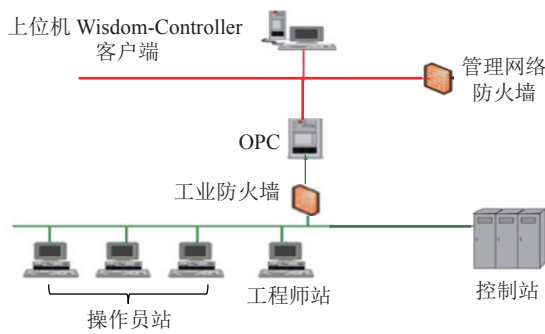 上位机 Wisdom-Controller
客户端
管理网络
防火墙
OPC
工业防火墙
操作员站
工程师站
控制站